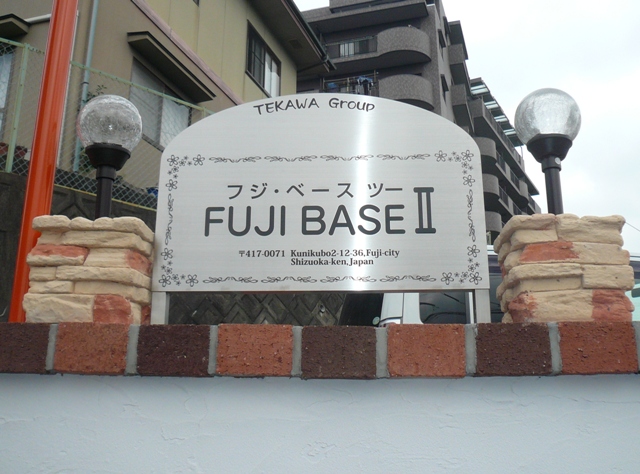 TEKAWA Group
フジ・ベース ツー
FUJI BASE Ⅱ
〒417-0071 Kunikubo2-12-36,Fuji-city
Shizuoka-ken,Japan